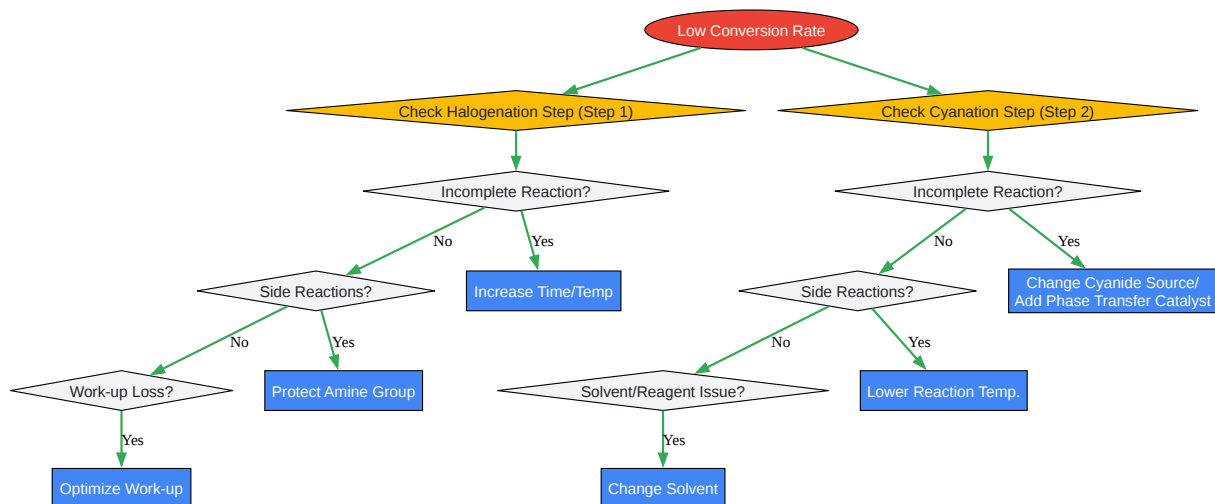 Low Conversion Rate
Check Halogenation Step (Step 1)
Check Cyanation Step (Step 2)
Incomplete Reaction?
Incomplete Reaction?
No
Yes
No
Yes
Side Reactions?
Increase Time/Temp
Side Reactions?
Change Cyanide Source/
Add Phase Transfer Catalyst
No
Yes
No
Yes
Work-up Loss?
Protect Amine Group
Solvent/Reagent Issue?
Lower Reaction Temp.
Yes
Yes
Optimize Work-up
Change Solvent